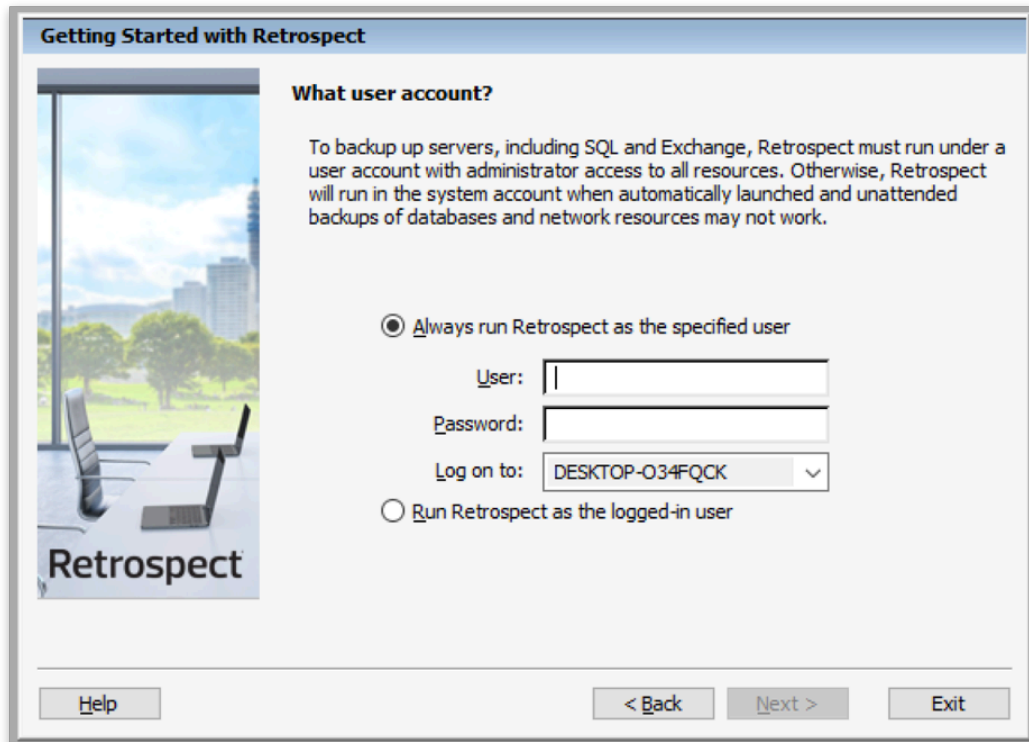 Getting Started with Retrospect
What user account?
To backup up servers, including SQL and Exchange, Retrospect must run under a
user account with administrator access to all resources. Otherwise, Retrospect
will run in the system account when automatically launched and unattended
backups of databases and network resources may not work.
Always run Retrospect as the specified user
User:
Password:
Log on to: DESKTOP-O34FQCK
Run Retrospect as the logged-in user
Retrospect
Help < Back Next > Exit